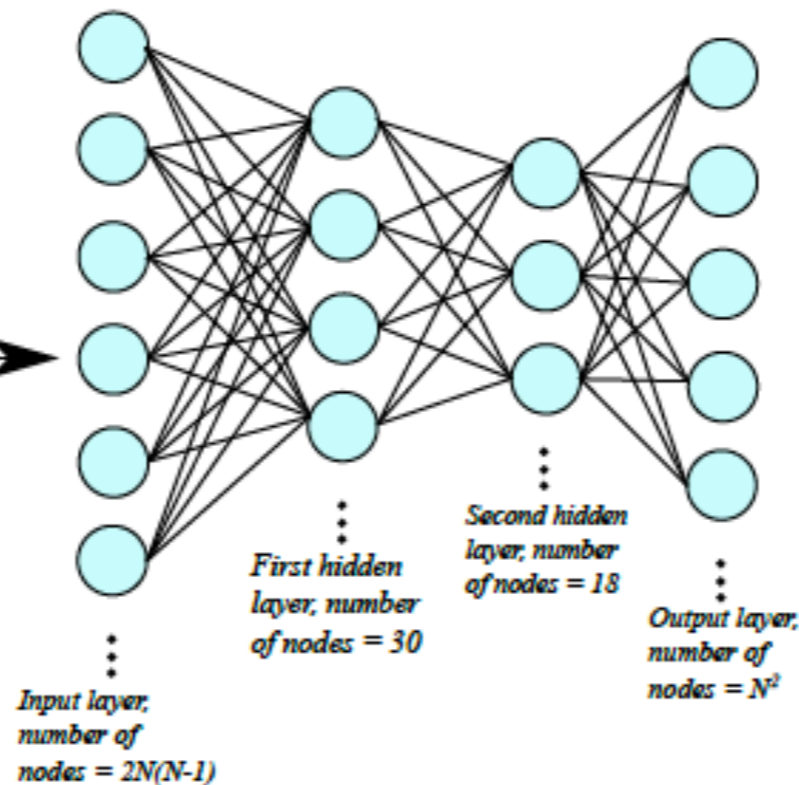 Input layer,
number of
nodes = 2N(N-1)
First hidden
layer, number
of nodes = 30
Second hidden
layer, number
of nodes = 18
Output layer,
number of
nodes = N²